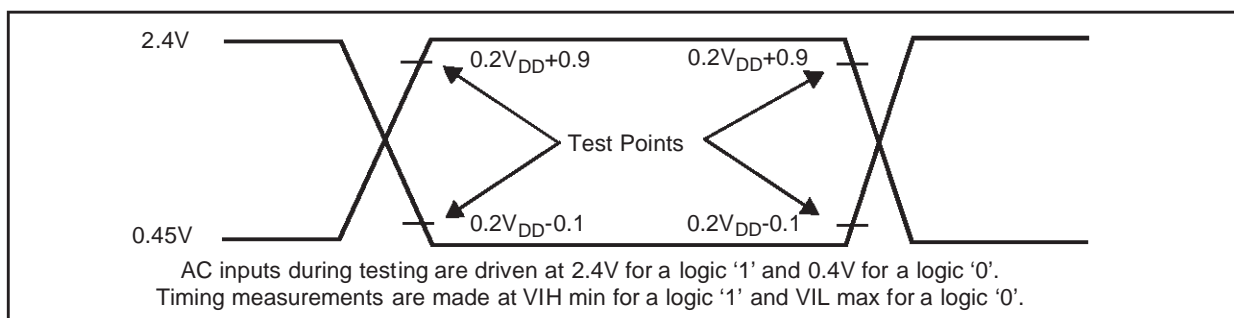 2.4V
0.2VDD+0.9 0.2VDD+0.9
Test Points
0.2VDD-0.1 0.2VDD-0.1
0.45V
AC inputs during testing are driven at 2.4V for a logic ‘1’ and 0.4V for a logic ‘0’.
Timing measurements are made at VIH min for a logic ‘1’ and VIL max for a logic ‘0’.